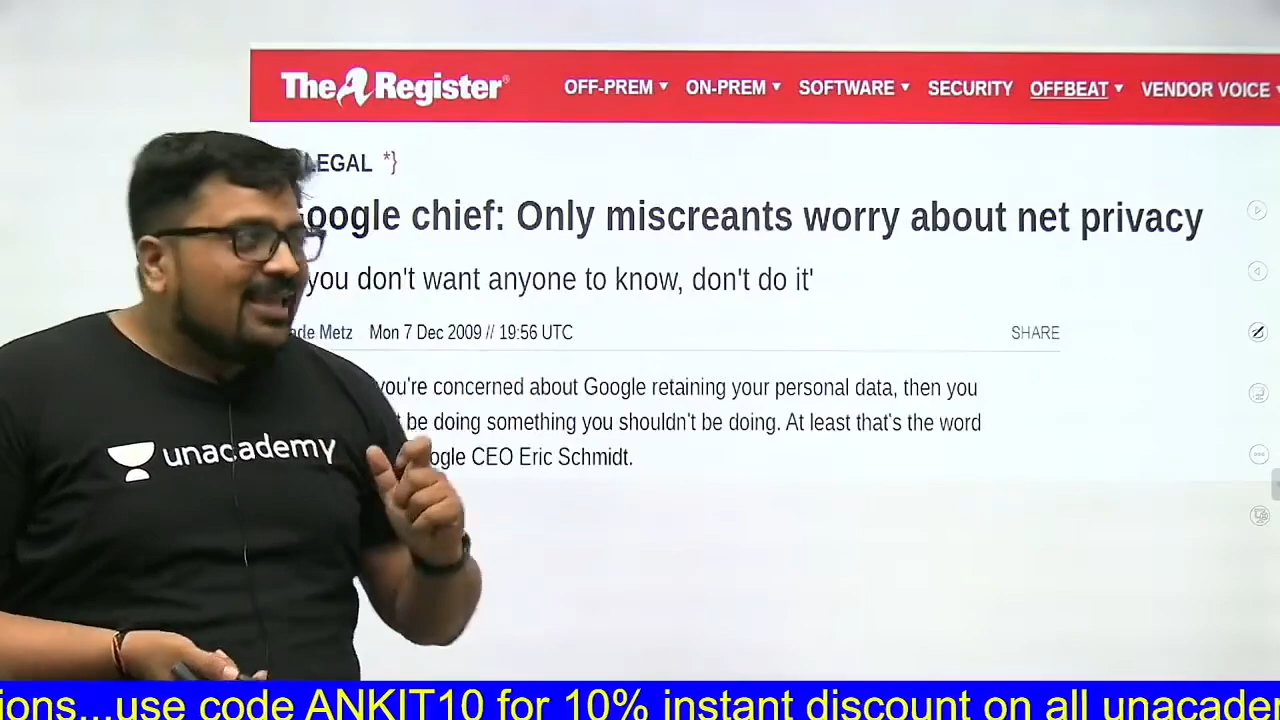 The Register®
OFF-PREM ON-PREM SOFTWARE SECURITY OFFBEAT VENDOR VOICE
LEGAL *}
oogle chief: Only miscreants worry about net privacy
you don't want anyone to know, don't do it'
Metz Mon 7 Dec 2009 // 19:56 UTC
SHARE
you're concerned about Google retaining your personal data, then you
be doing something you shouldn't be doing. At least that's the word
ogle CEO Eric Schmidt.
unacademy
ions...use code ANKIT10 for 10% instant discount on all unacade